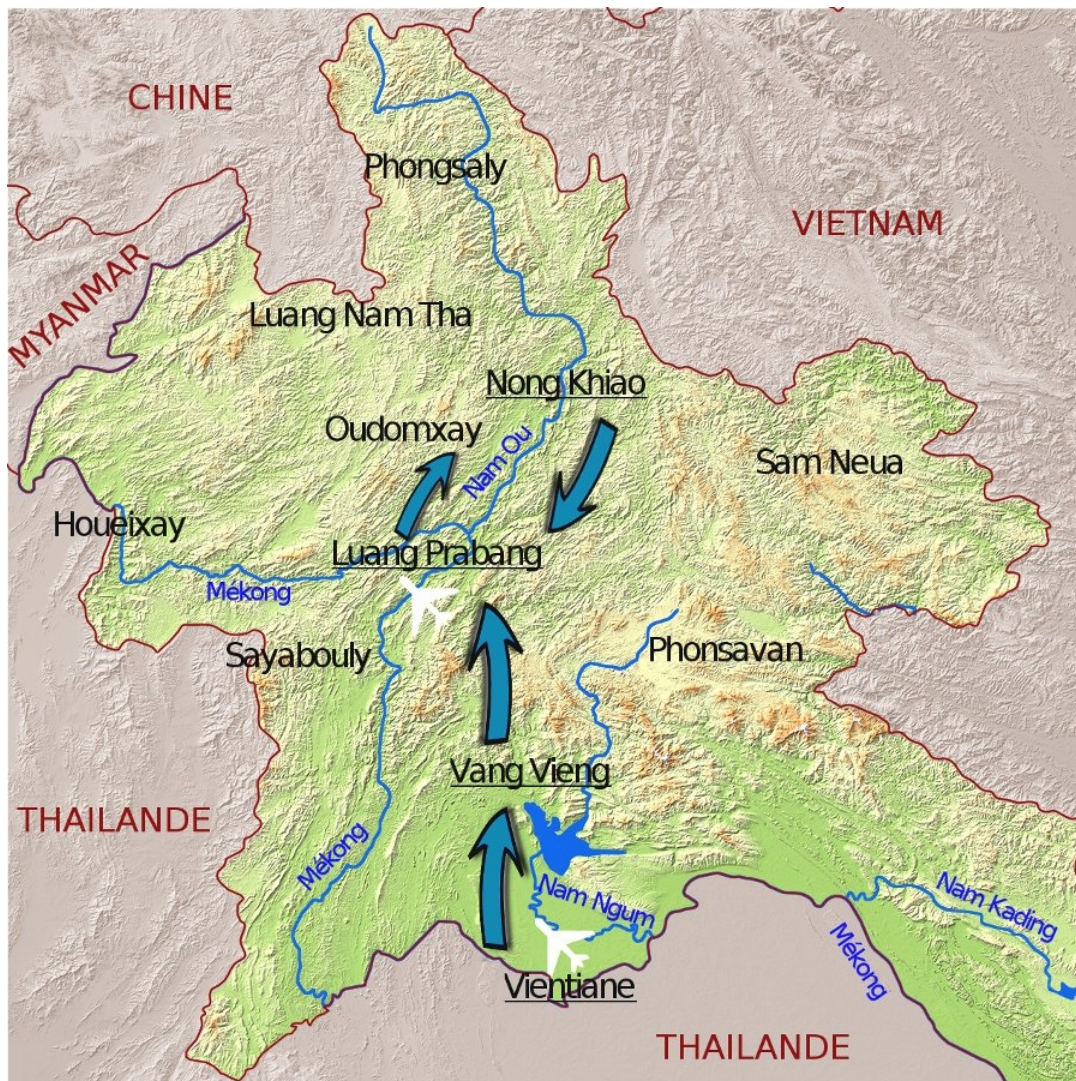 CHINE
Phongsaly
VIETNAM
MYANMAR
Luang Nam Tha
Nong Khiao
Oudomxay
Nam Ou
Sam Neua
Houeixay
Luang Prabang
Mékong
Sayabouly
Phonsavan
Vang Vieng
THAILANDE
Mékong
Nam Ngum
Nam Kading
Mékong
Vientiane
THAILANDE